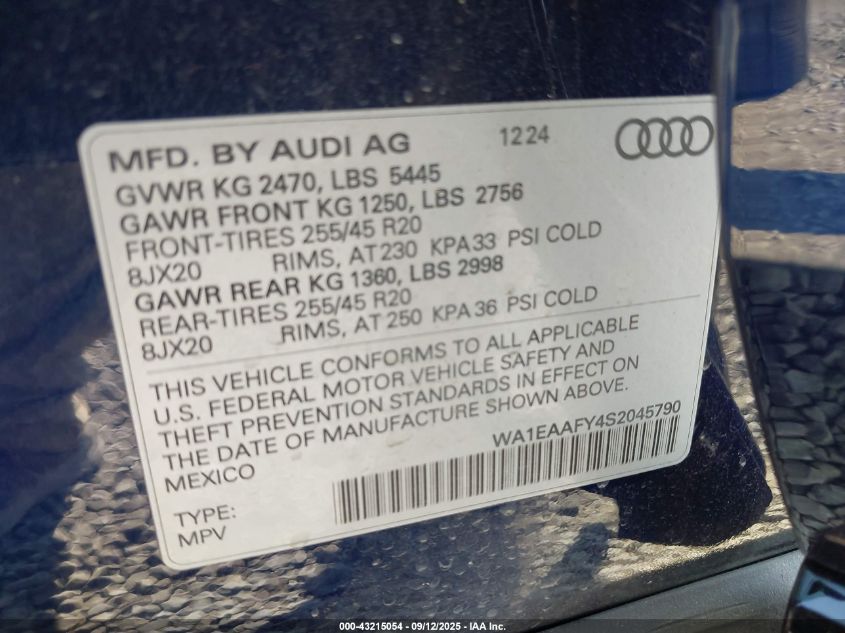 MFD. BY AUDI AG 1224
GVWR KG 2470, LBS 5445
GAWR FRONT KG 1250, LBS 2756
FRONT-TIRES 255/45 R20
8JX20 RIMS, AT 230 KPA 33 PSI COLD
GAWR REAR KG 1360, LBS 2998
REAR-TIRES 255/45 R20
8JX20 RIMS, AT 250 KPA 36 PSI COLD
THIS VEHICLE CONFORMS TO ALL APPLICABLE
U.S. FEDERAL MOTOR VEHICLE SAFETY AND
THEFT PREVENTION STANDARDS IN EFFECT ON
THE DATE OF MANUFACTURE SHOWN ABOVE.
MEXICO WA1EAAFY4S2045790
TYPE:
MPV
000-43215054 - 09/12/2025 - IAA Inc.